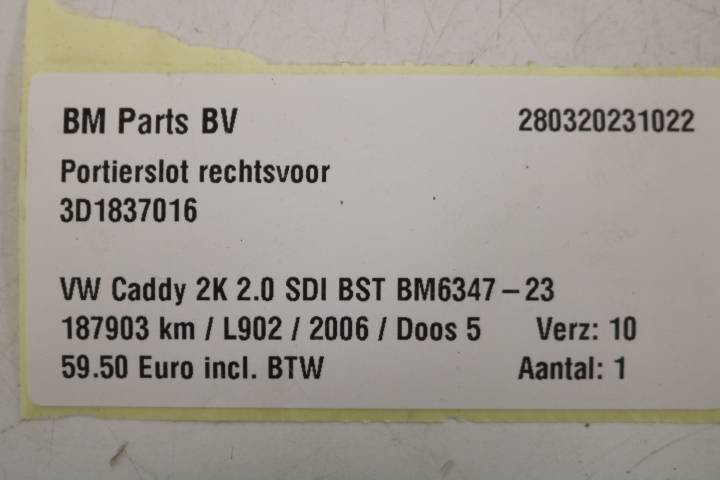 BM Parts BV 280320231022
Portierslot rechtsvoor
3D1837016
VW Caddy 2K 2.0 SDI BST BM6347-23
187903 km / L902 / 2006 / Doos 5 Verz: 10
59.50 Euro incl. BTW Aantal: 1